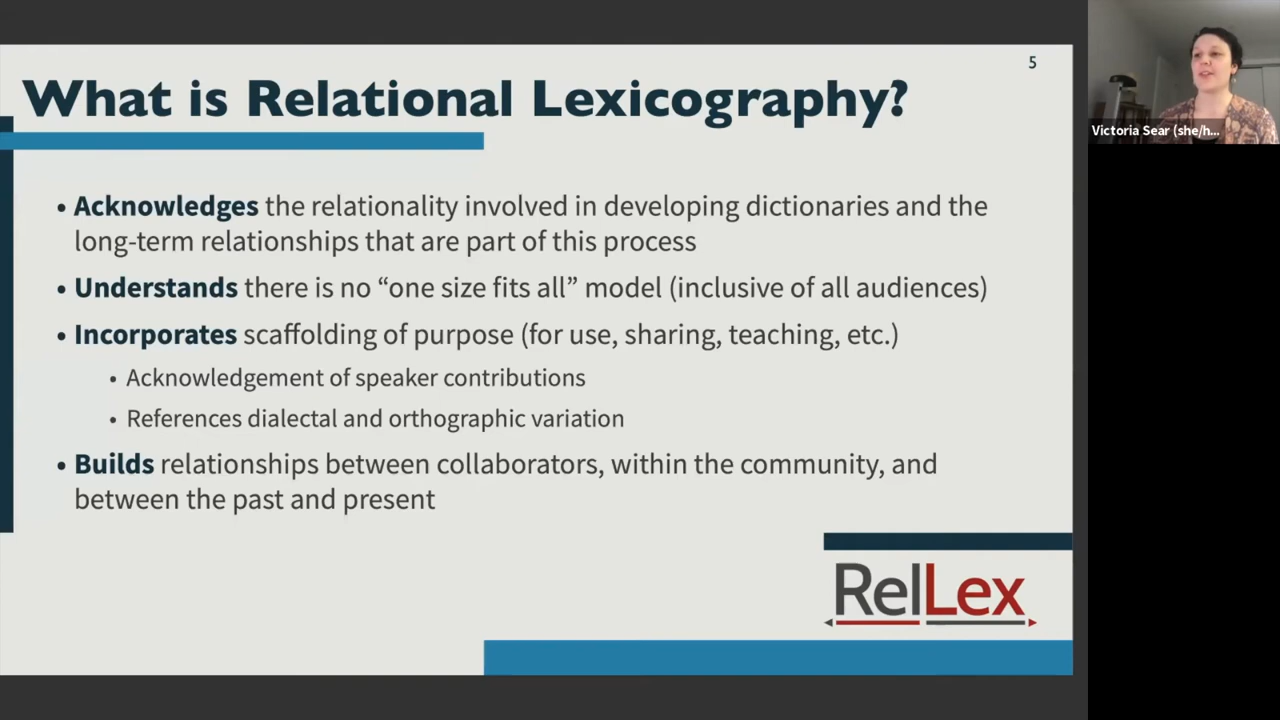 5
What is Relational Lexicography?
Victoria Sear (she/h...
• Acknowledges the relationality involved in developing dictionaries and the
long-term relationships that are part of this process
• Understands there is no “one size fits all” model (inclusive of all audiences)
• Incorporates scaffolding of purpose (for use, sharing, teaching, etc.)
• Acknowledgement of speaker contributions
• References dialectal and orthographic variation
• Builds relationships between collaborators, within the community, and
between the past and present
RelLex